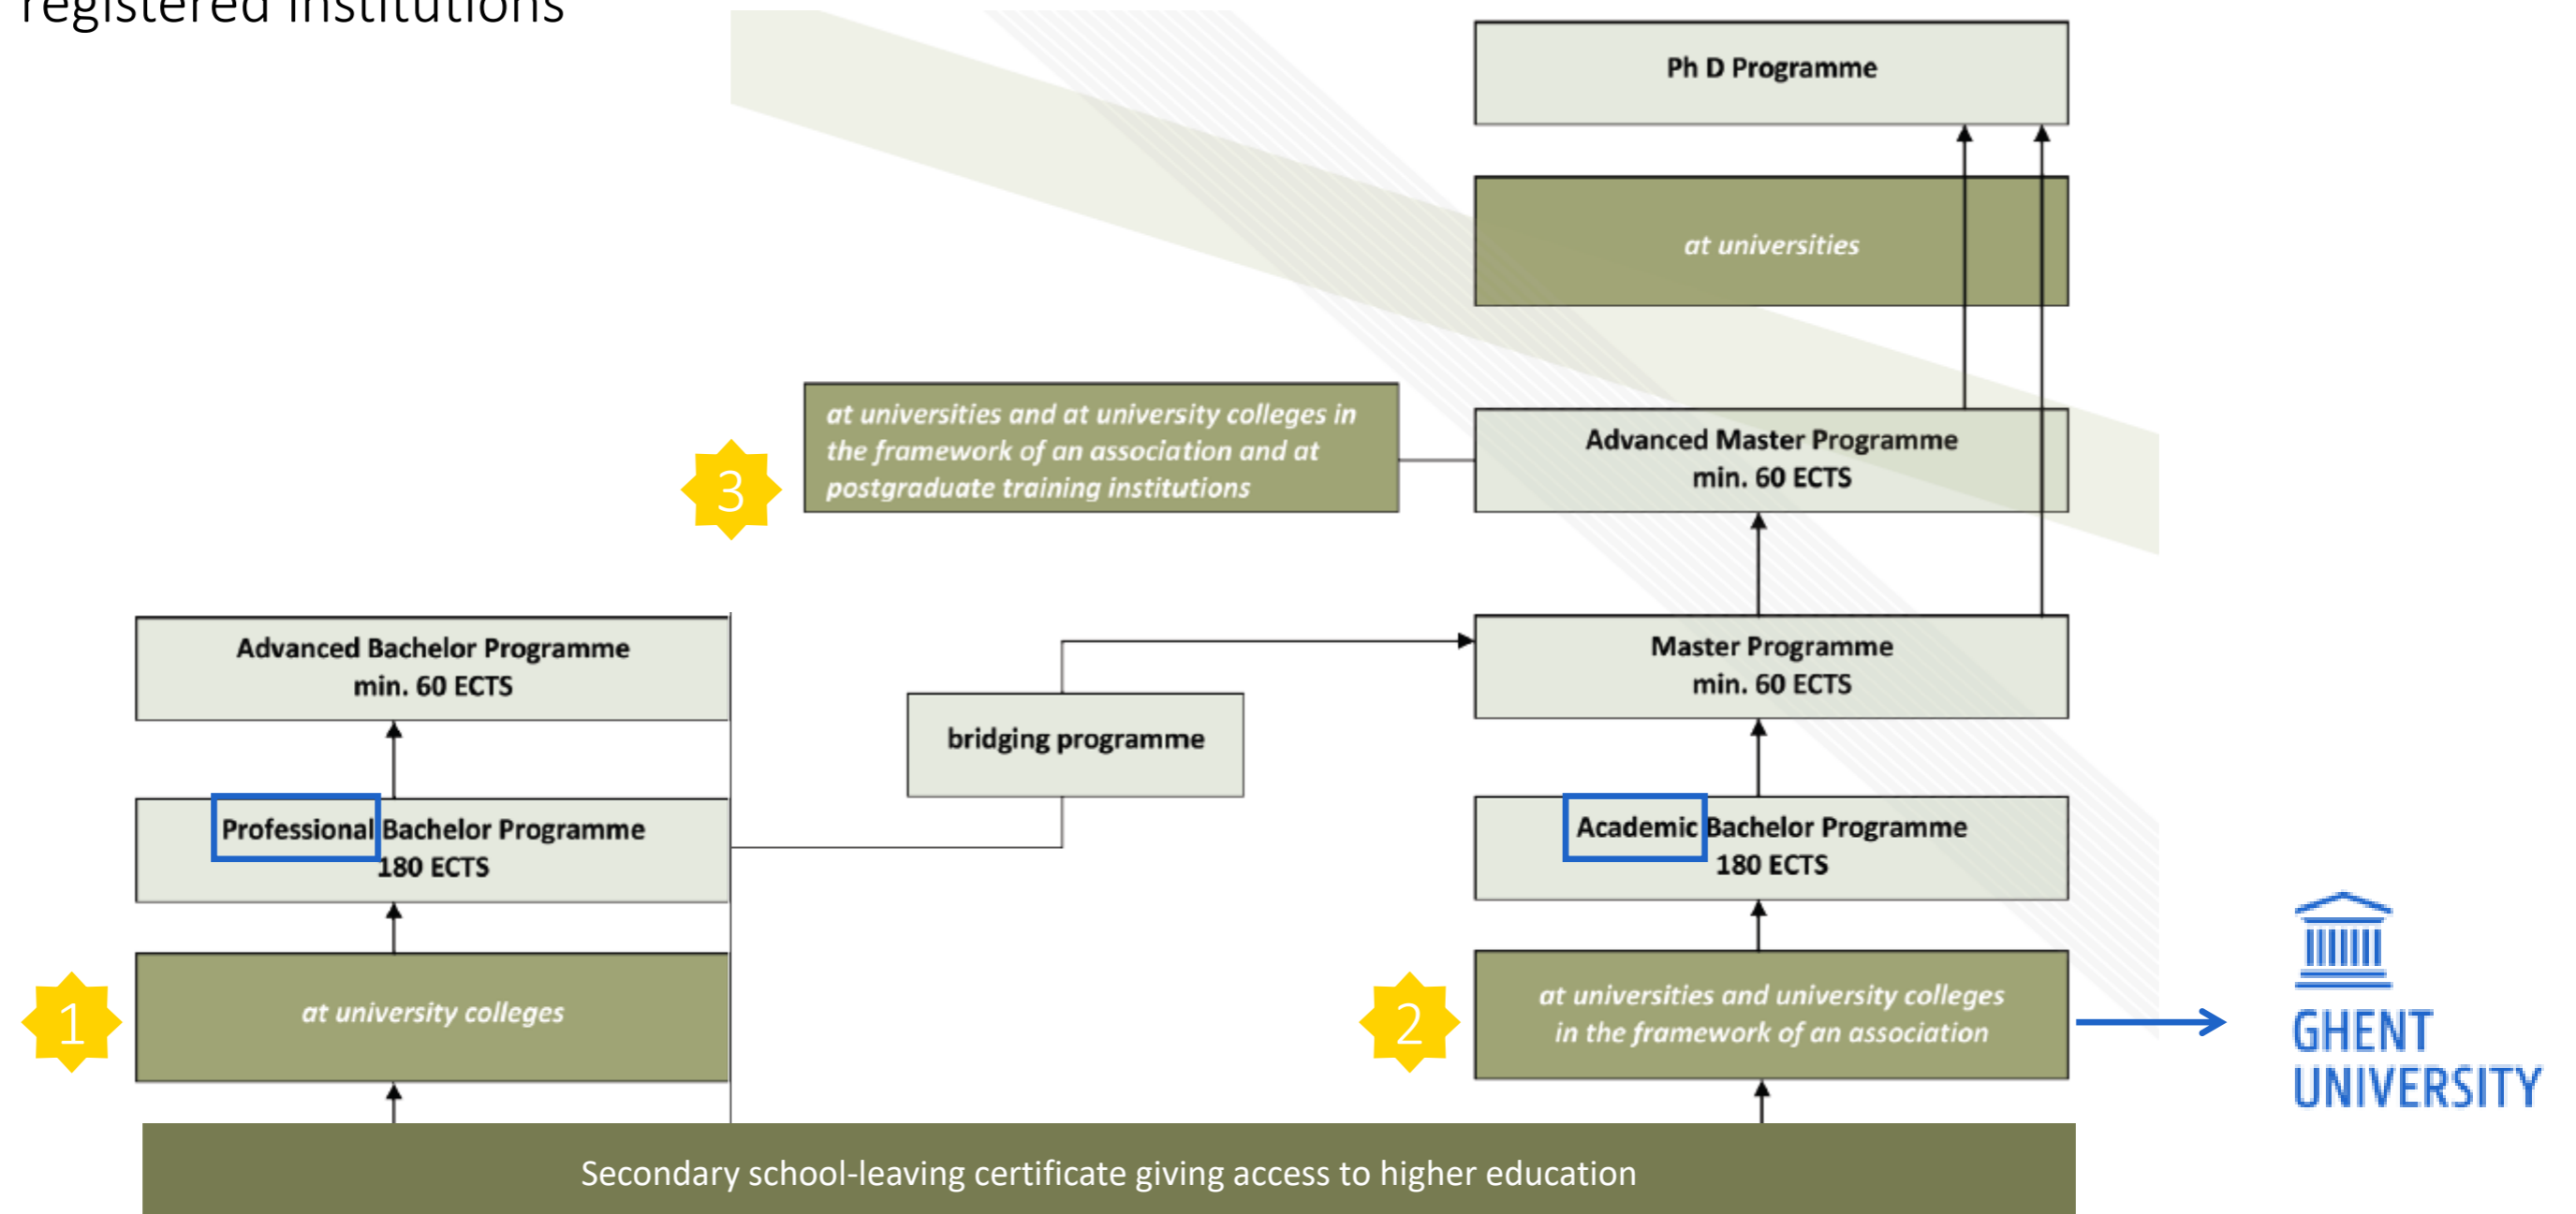 registered institutions
Ph D Programme
at universities
at universities and at university colleges in
the framework of an association and at
postgraduate training institutions
3
Advanced Master Programme
min. 60 ECTS
Advanced Bachelor Programme
min. 60 ECTS
bridging programme
Master Programme
min. 60 ECTS
Professional Bachelor Programme
180 ECTS
Academic Bachelor Programme
180 ECTS
1
at university colleges
2
at universities and university colleges
in the framework of an association
GHENT
UNIVERSITY
Secondary school-leaving certificate giving access to higher education